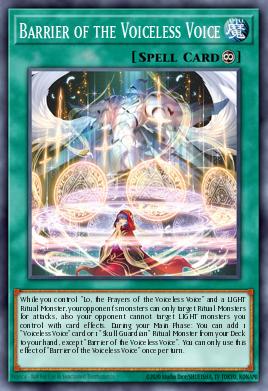 Barrier of the Voiceless Voice 魔
[Spell Card
While you control "Lo, the Prayers of the Voiceless Voice" and a LIGHT
Ritual Monster, your opponent's monsters can only target Ritual Monsters
for attacks, also your opponent cannot target LIGHT monsters you
control with card effects. During your Main Phase: You can add 1
"Voiceless Voice" card or 1 "Skull Guardian" Ritual Monster from your Deck
to your hand, except "Barrier of the Voiceless Voice". You can only use this
effect of "Barrier of the Voiceless Voice" once per turn.